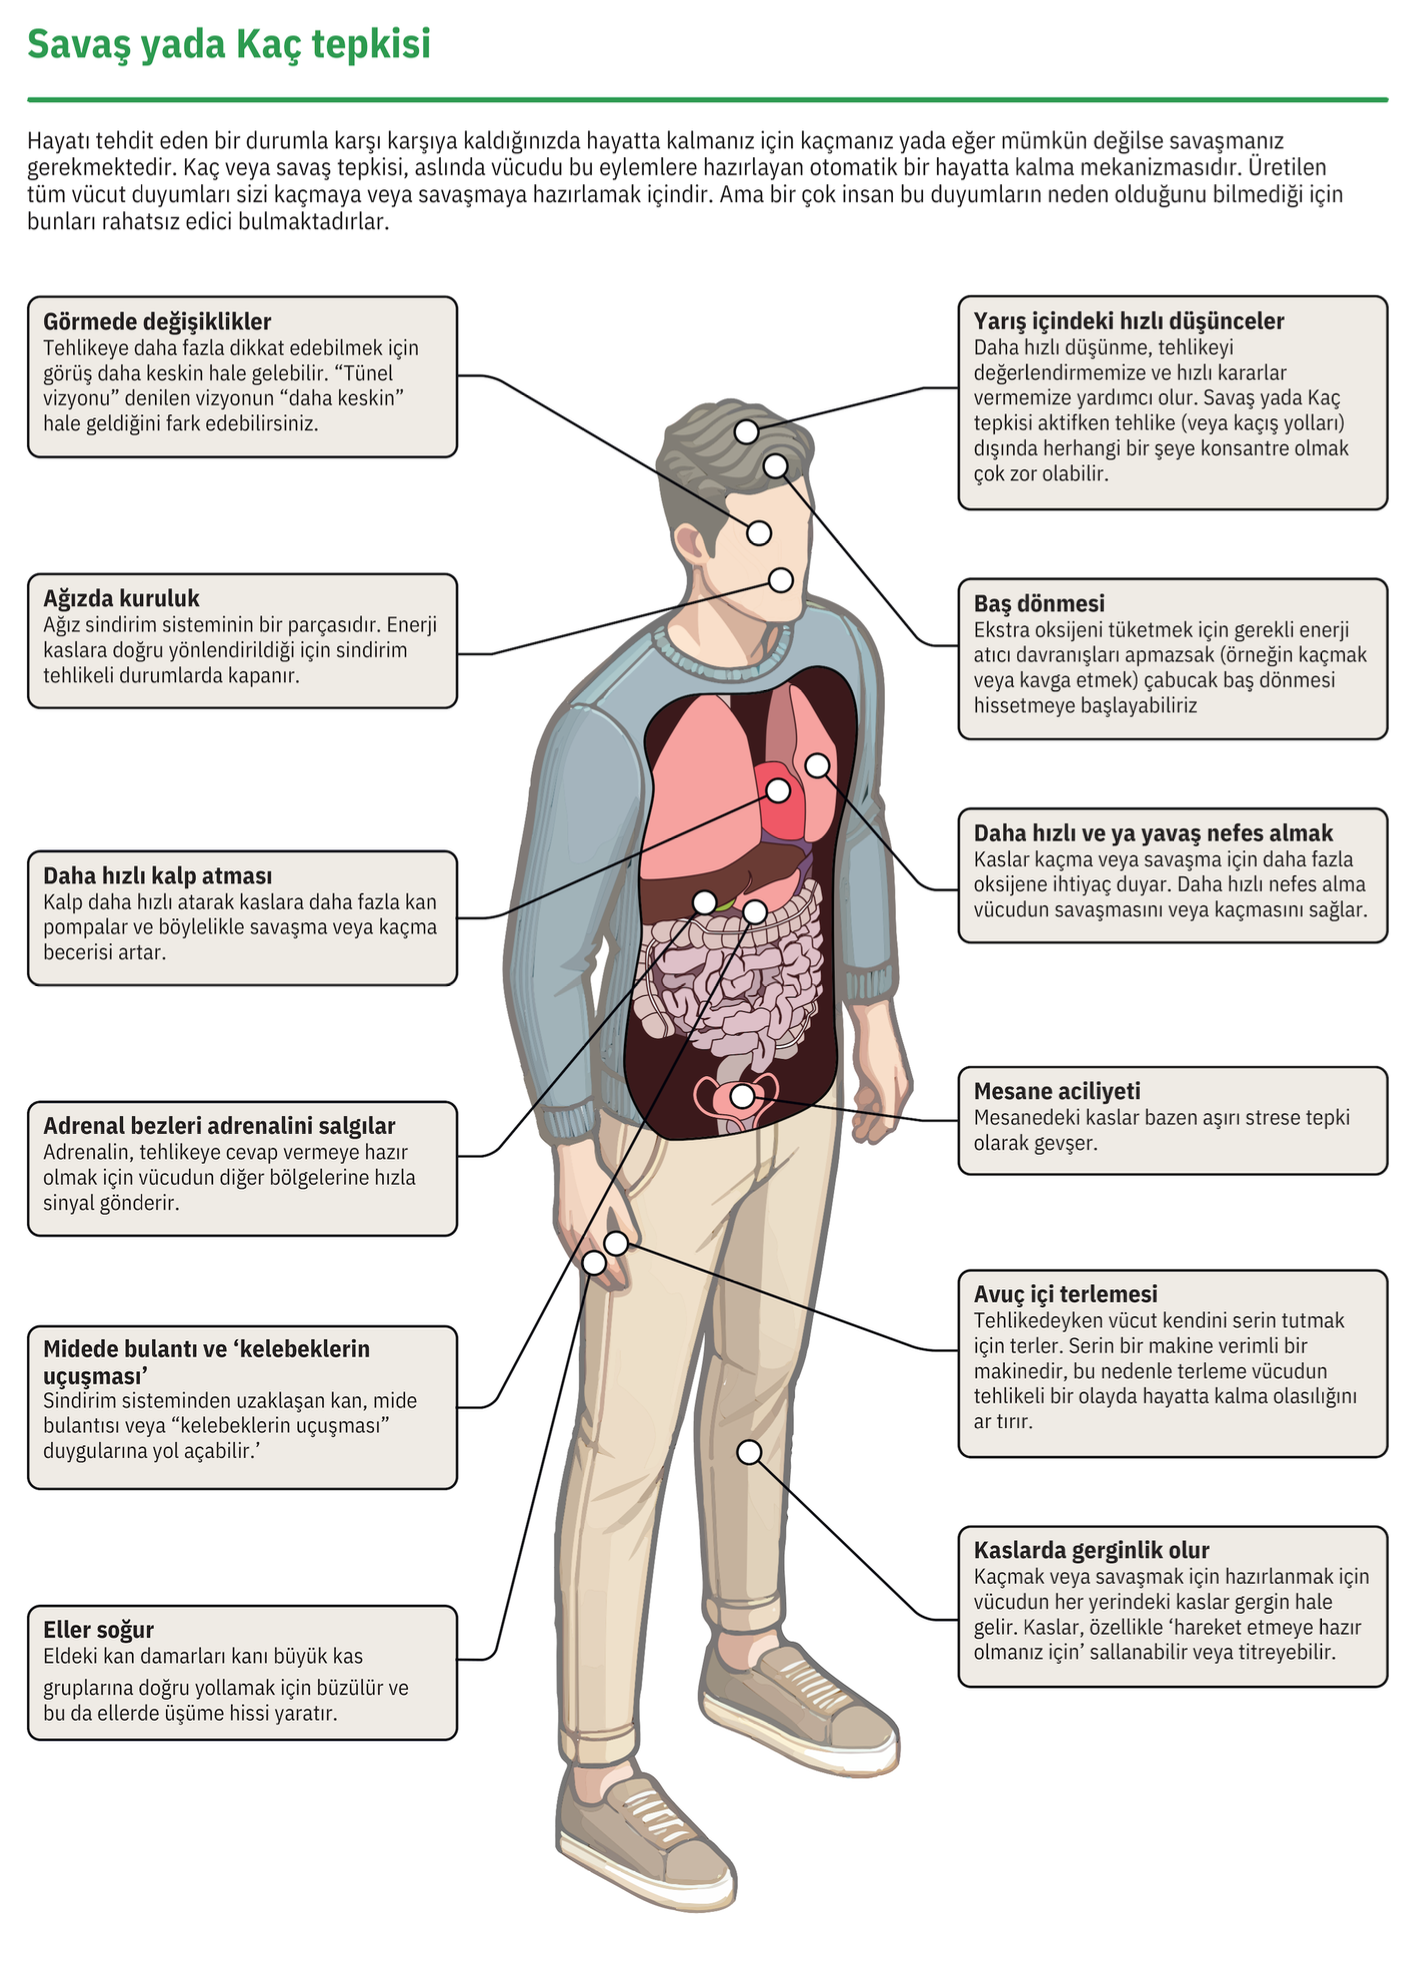 Savaş yada Kaç tepkisi
Hayatı tehdit eden bir durumla karşı karşıya kaldığınızda hayatta kalmanız için kaçmanız yada eğer mümkün değilse savaşmanız
gerekmektedir. Kaç veya savaş tepkisi, aslında vücudu bu eylemlere hazırlayan otomatik bir hayatta kalma mekanizmasıdır. Üretilen
tüm vücut duyumları sizi kaçmaya veya savaşmaya hazırlamak içindir. Ama bir çok insan bu duyumların neden olduğunu bilmediği için
bunları rahatsız edici bulmaktadırlar.
Görmede değişiklikler
Tehlikeye daha fazla dikkat edebilmek için
görüş daha keskin hale gelebilir. “Tünel
vizyonu” denilen vizyonun “daha keskin”
hale geldiğini fark edebilirsiniz.
Ağızda kuruluk
Ağız sindirim sisteminin bir parçasıdır. Enerji
kaslara doğru yönlendirildiği için sindirim
tehlikeli durumlarda kapanır.
Daha hızlı kalp atması
Kalp daha hızlı atarak kaslara daha fazla kan
pompalar ve böylelikle savaşma veya kaçma
becerisi artar.
Adrenal bezleri adrenalini salgılar
Adrenalin, tehlikeye cevap vermeye hazır
olmak için vücudun diğer bölgelerine hızla
sinyal gönderir.
Midede bulantı ve ‘kelebeklerin
uçuşması’
Sindirim sisteminden uzaklaşan kan, mide
bulantısı veya “kelebeklerin uçuşması”
duygularına yol açabilir.’
Eller soğur
Eldeki kan damarları kanı büyük kas
gruplarına doğru yollamak için büzülür ve
bu da ellerde üşüme hissi yaratır.
Yarış içindeki hızlı düşünceler
Daha hızlı düşünme, tehlikeyi
değerlendirmemize ve hızlı kararlar
vermemize yardımcı olur. Savaş yada Kaç
tepkisi aktifken tehlike (veya kaçış yolları)
dışında herhangi bir şeye konsantre olmak
çok zor olabilir.
Baş dönmesi
Ekstra oksijeni tüketmek için gerekli enerji
atıcı davranışları apmazsak (örneğin kaçmak
veya kavga etmek) çabucak baş dönmesi
hissetmeye başlayabiliriz
Daha hızlı ve ya yavaş nefes almak
Kaslar kaçma veya savaşma için daha fazla
oksijene ihtiyaç duyar. Daha hızlı nefes alma
vücudun savaşmasını veya kaçmasını sağlar.
Mesane aciliyeti
Mesanedeki kaslar bazen aşırı strese tepki
olarak gevşer.
Avuç içi terlemesi
Tehlikedeyken vücut kendini serin tutmak
için terler. Serin bir makine verimli bir
makinedir, bu nedenle terleme vücudun
tehlikeli bir olayda hayatta kalma olasılığını
ar tırır.
Kaslarda gerginlik olur
Kaçmak veya savaşmak için hazırlanmak için
vücudun her yerindeki kaslar gergin hale
gelir. Kaslar, özellikle ‘hareket etmeye hazır
olmanız için’ sallanabilir veya titreyebilir.